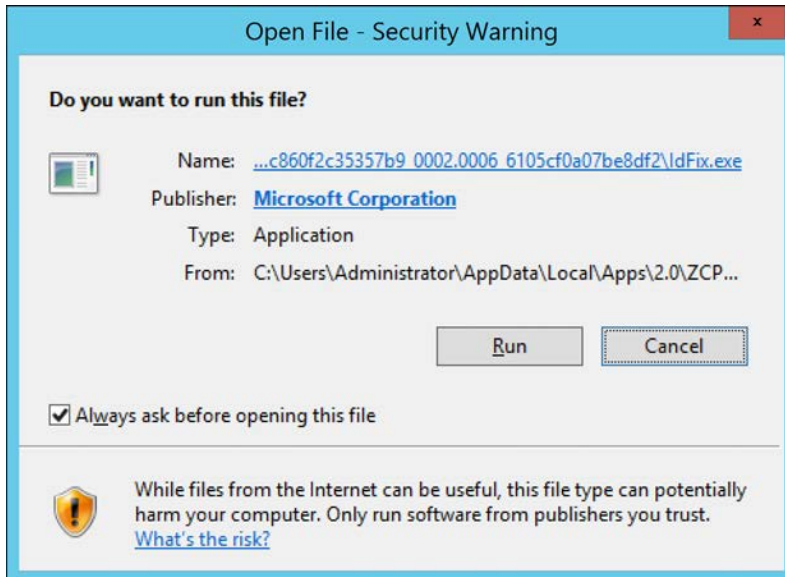 Open File - Security Warning
x
Do you want to run this file?
Name: ...c860f2c35357b9_0002.0006_6105cf0a07be8df2\IdFix.exe
Publisher: Microsoft Corporation
Type: Application
From: C:\Users\Administrator\AppData\Local\Apps\2.0\ZCP...
Run Cancel
Always ask before opening this file
While files from the Internet can be useful, this file type can potentially
harm your computer. Only run software from publishers you trust.
What's the risk?